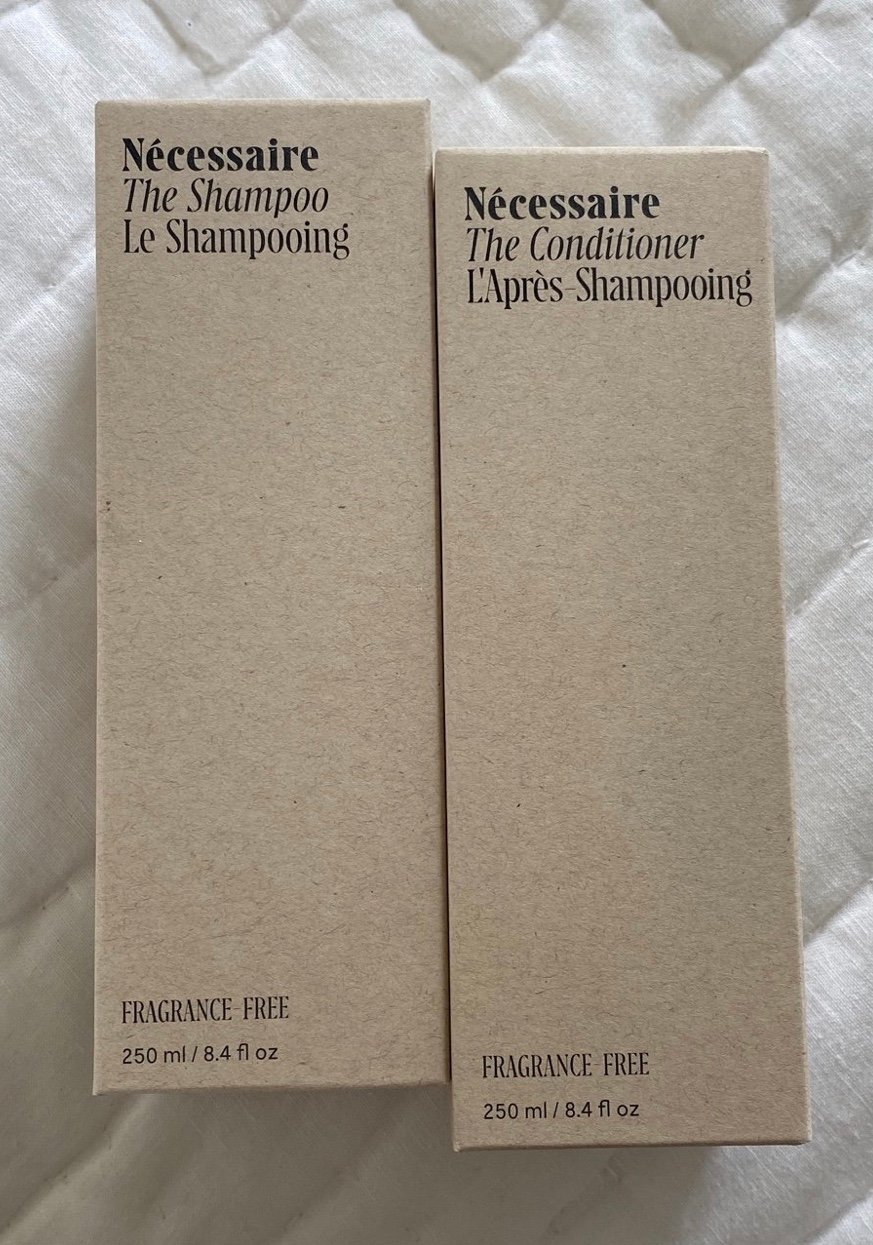 Nécessaire
The Shampoo
Le Shampooing
FRAGRANCE-FREE
250 ml / 8.4 fl oz
Nécessaire
The Conditioner
L'Après-Shampooing
FRAGRANCE-FREE
250 ml / 8.4 fl oz